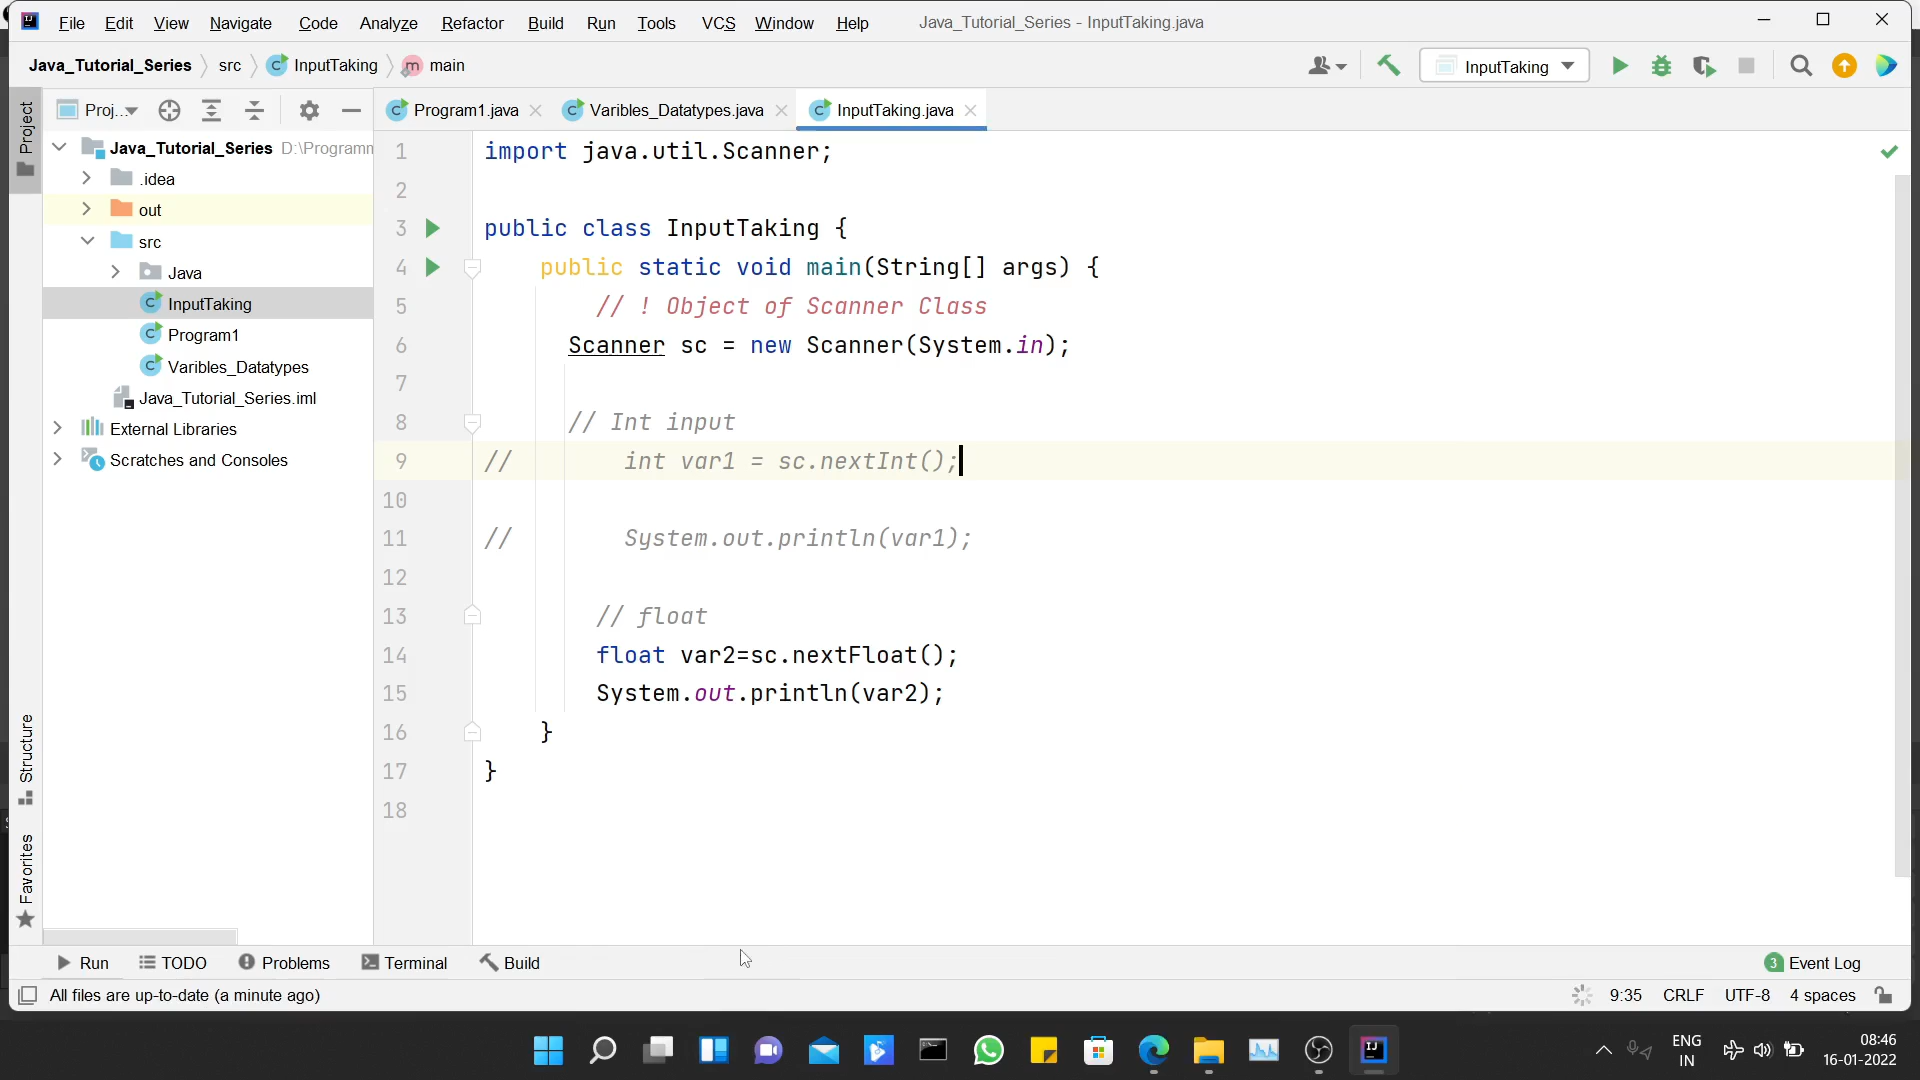 File Edit View Navigate Code Analyze Refactor Build Run Tools VCS Window Help Java_Tutorial_Series - InputTaking.java
Java_Tutorial_Series src InputTaking main InputTaking
Project
Proj... Program1.java Varibles_Datatypes.java InputTaking.java
Java_Tutorial_Series D:\Programm
.idea
out
src
Java
InputTaking
Program1
Varibles_Datatypes
Java_Tutorial_Series.iml
External Libraries
Scratches and Consoles
Structure
Favorites
1 import java.util.Scanner;
2
3 public class InputTaking {
4 public static void main(String[] args) {
5 // ! Object of Scanner Class
6 Scanner sc = new Scanner(System.in);
7
8 // Int input
9 // int var1 = sc.nextInt();
10
11 // System.out.println(var1);
12
13 // float
14 float var2=sc.nextFloat();
15 System.out.println(var2);
16 }
17 }
18
Run TODO Problems Terminal Build 3 Event Log
All files are up-to-date (a minute ago) 9:35 CRLF UTF-8 4 spaces
ENG 08:46
IN 16-01-2022